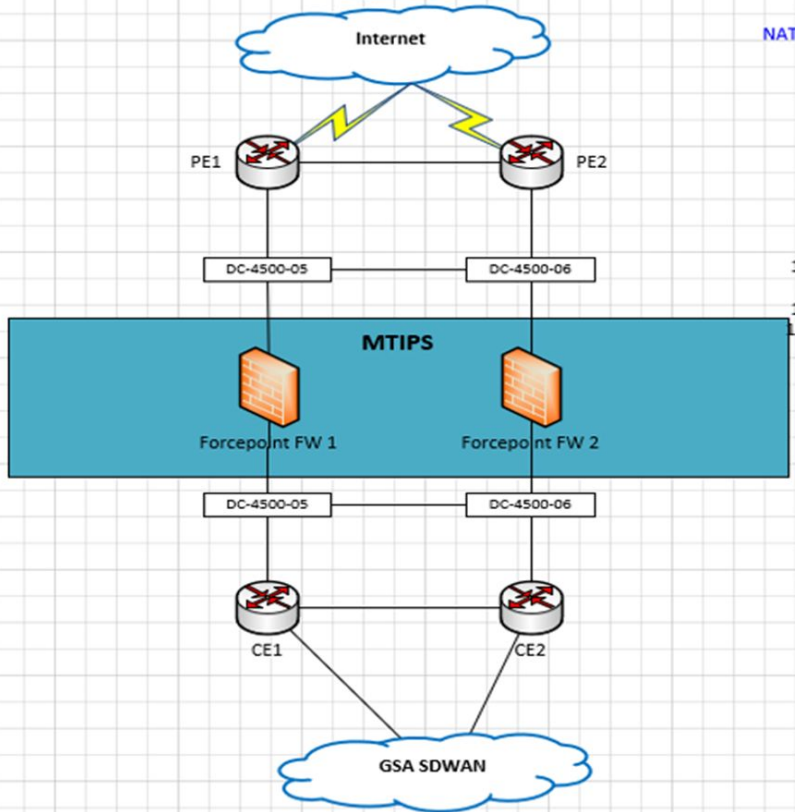 Internet
NAT
PE1
PE2
DC-4500-05
DC-4500-06
MTIPS
Forcepoint FW 1
Forcepoint FW 2
DC-4500-05
DC-4500-06
CE1
CE2
GSA SDWAN